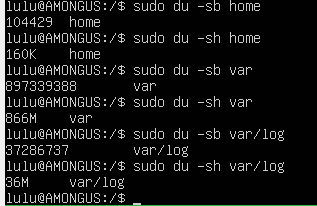 lulu@AMONGUS:/$ sudo du -sb home
104429  home
lulu@AMONGUS:/$ sudo du -sh home
160K    home
lulu@AMONGUS:/$ sudo du -sb var
897339388       var
lulu@AMONGUS:/$ sudo du -sh var
866M    var
lulu@AMONGUS:/$ sudo du -sb var/log
37286737        var/log
lulu@AMONGUS:/$ sudo du -sh var/log
36M     var/log
lulu@AMONGUS:/$ _